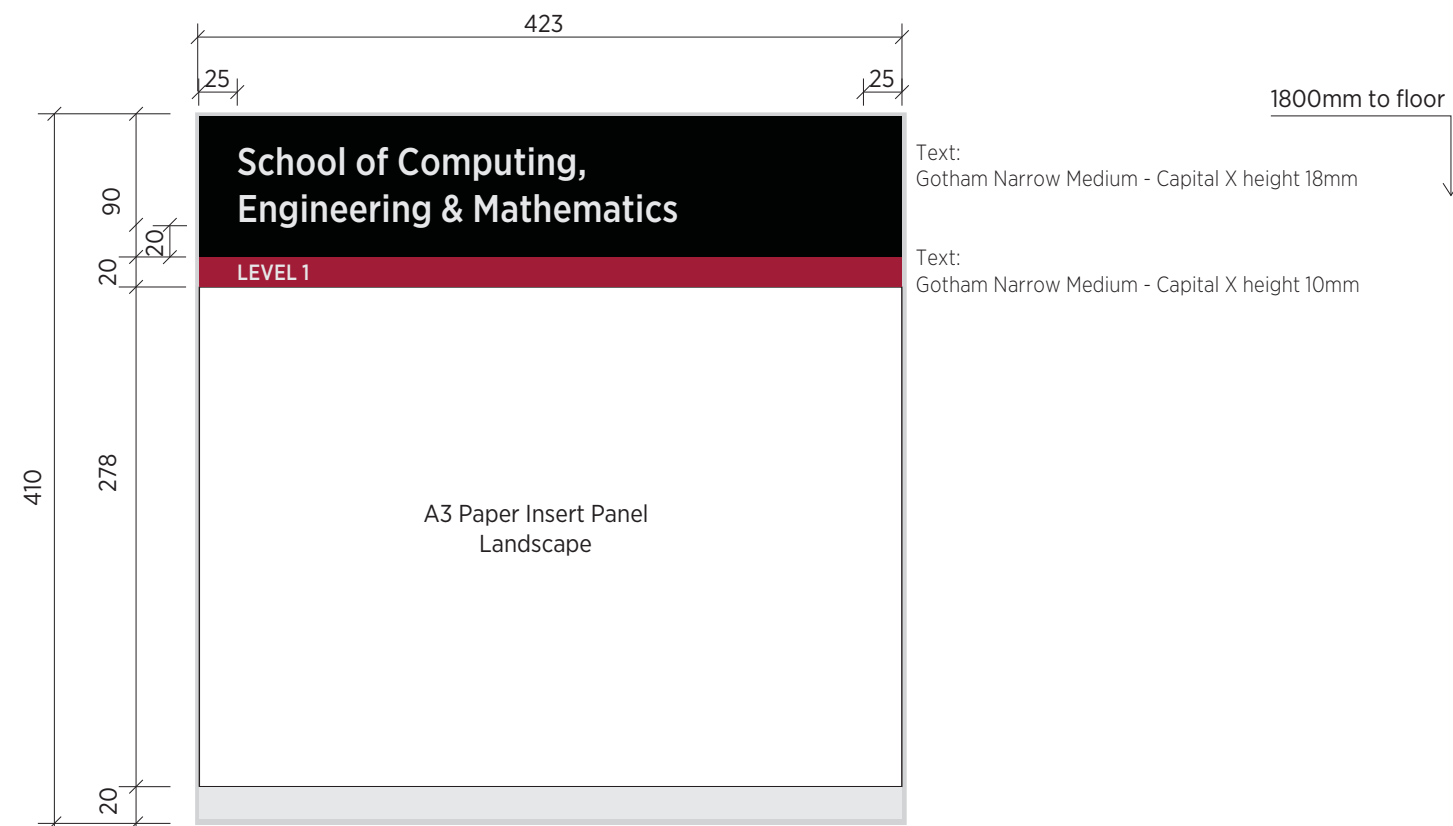 423
25
25
1800mm to floor
School of Computing,
Engineering & Mathematics
Text:
Gotham Narrow Medium - Capital X height 18mm
90
20
20
LEVEL 1
Text:
Gotham Narrow Medium - Capital X height 10mm
410
278
A3 Paper Insert Panel
Landscape
20